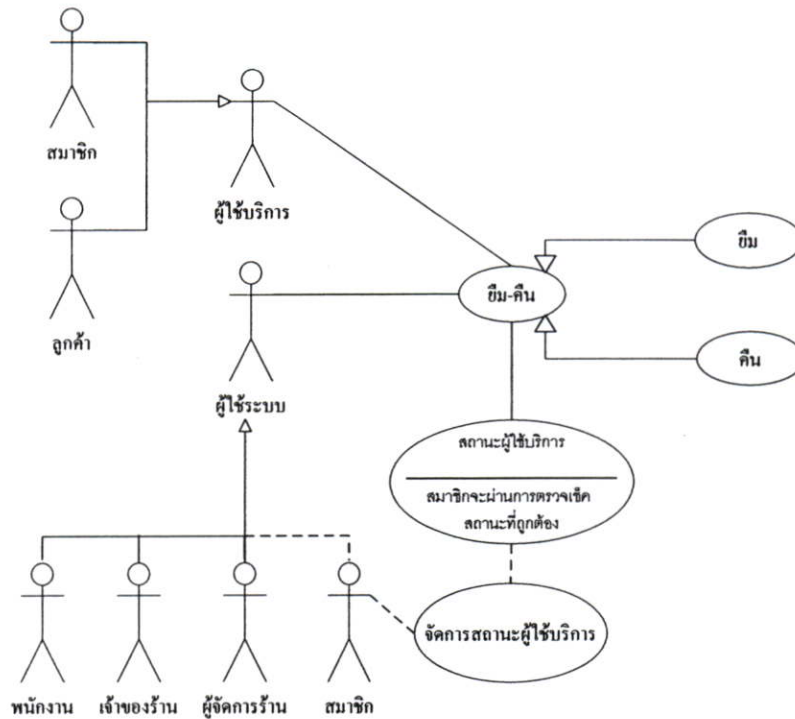 สมาชิก
ผู้ใช้บริการ
ลูกค้า
ยืม
ยืม-คืน
คืน
ผู้ใช้ระบบ
สถานะผู้ใช้บริการ
สมาชิกจะผ่านการตรวจเช็ค
สถานะที่ถูกต้อง
จัดการสถานะผู้ใช้บริการ
พนักงาน
เจ้าของร้าน
ผู้จัดการร้าน
สมาชิก